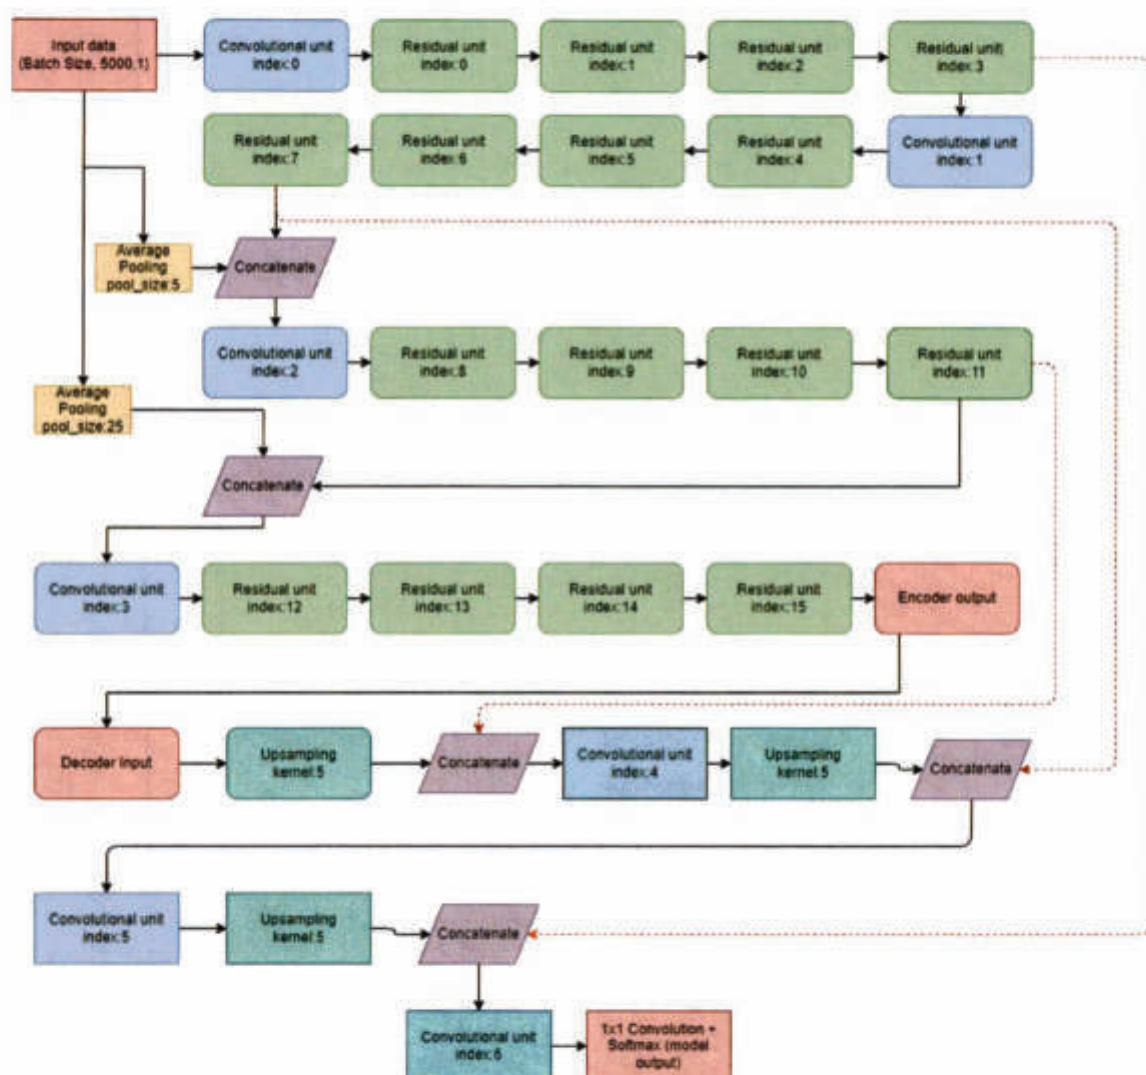 Input data
(Batch Size, 5000,1)
Convolutional unit
index:0
Residual unit
index:0
Residual unit
index:1
Residual unit
index:2
Residual unit
index:3
Residual unit
index:7
Residual unit
index:6
Residual unit
index:5
Residual unit
index:4
Convolutional unit
index:1
Average
Pooling
pool_size:5
Concatenate
Convolutional unit
index:2
Residual unit
index:8
Residual unit
index:9
Residual unit
index:10
Residual unit
index:11
Average
Pooling
pool_size:25
Concatenate
Convolutional unit
index:3
Residual unit
index:12
Residual unit
index:13
Residual unit
index:14
Residual unit
index:15
Encoder output
Decoder Input
Upsampling
kernel:5
Concatenate
Convolutional unit
index:4
Upsampling
kernel:5
Concatenate
Convolutional unit
index:5
Upsampling
kernel:5
Concatenate
Convolutional unit
index:6
1x1 Convolution +
Softmax (model
output)